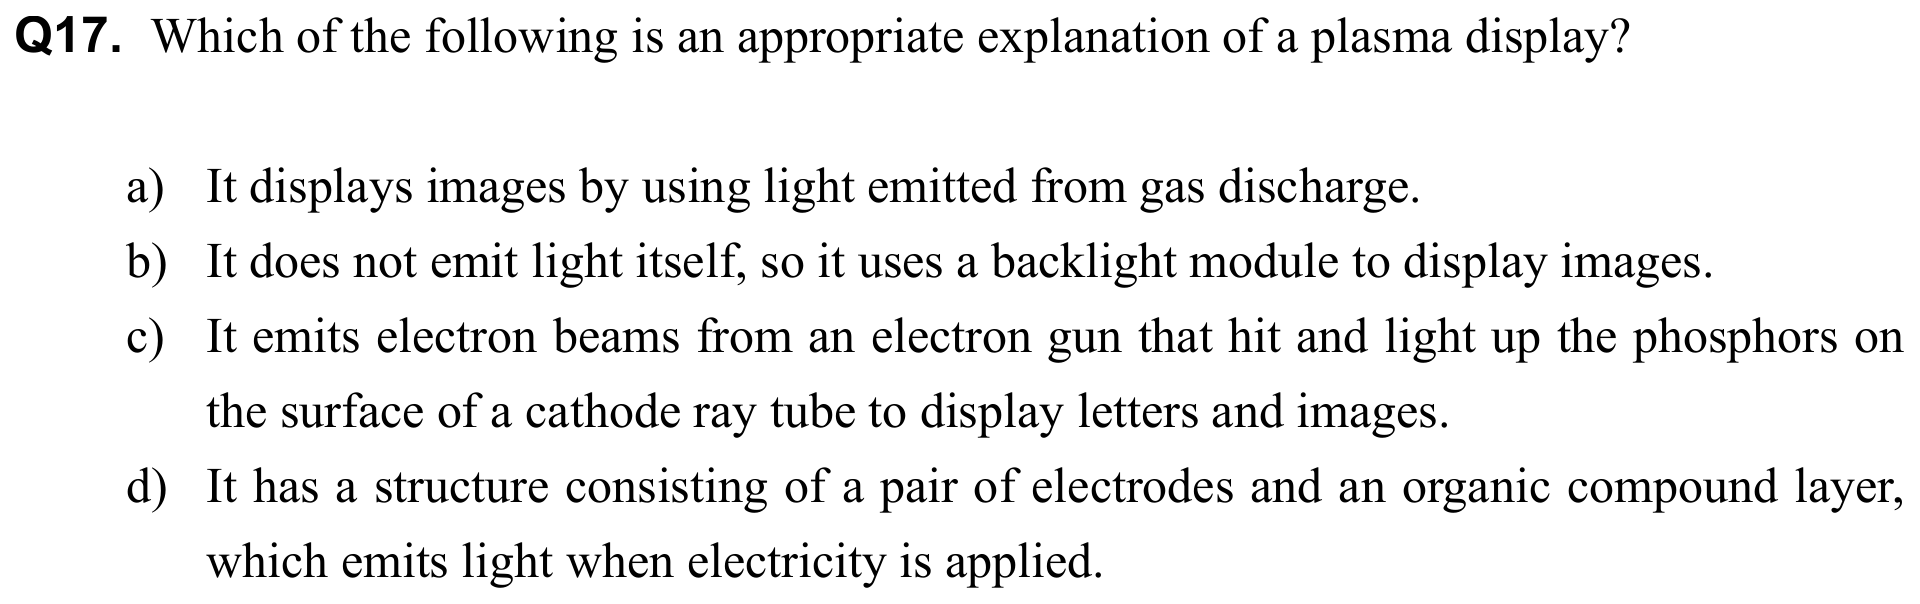 Q17. Which of the following is an appropriate explanation of a plasma display?
a) It displays images by using light emitted from gas discharge.
b) It does not emit light itself, so it uses a backlight module to display images.
c) It emits electron beams from an electron gun that hit and light up the phosphors on
the surface of a cathode ray tube to display letters and images.
d) It has a structure consisting of a pair of electrodes and an organic compound layer,
which emits light when electricity is applied.